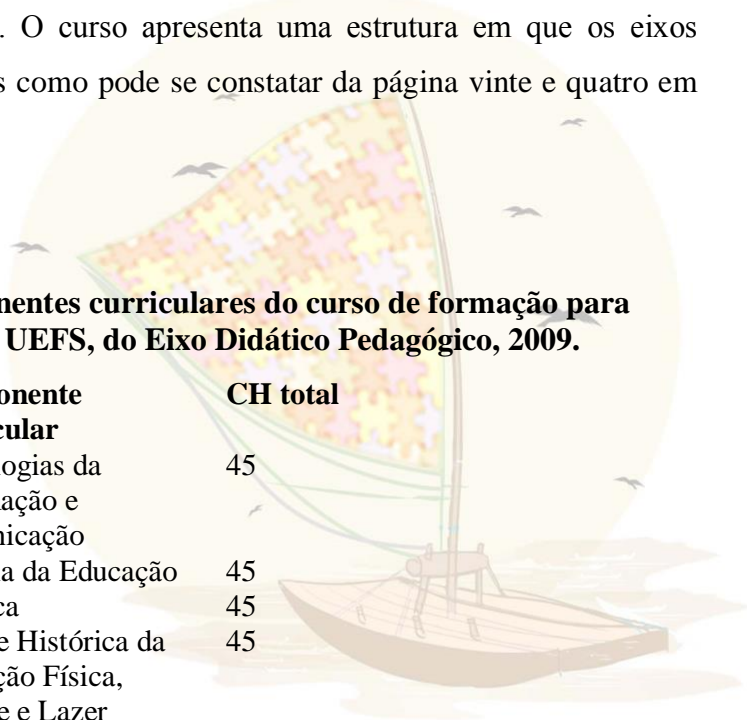 . O curso apresenta uma estrutura em que os eixos
s como pode se constatar da página vinte e quatro em
nentes curriculares do curso de formação para
UEFS, do Eixo Didático Pedagógico, 2009.
onente CH total
cular
logias da 45
ação e
nicação
a da Educação 45
ca 45
e Histórica da 45
ção Física,
e e Lazer